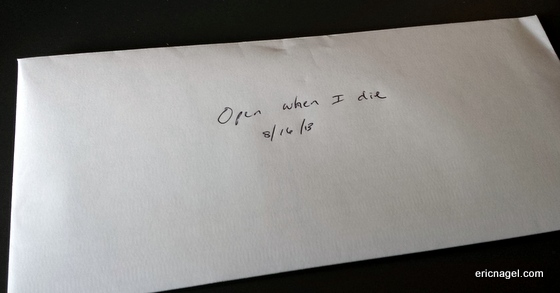 Open when I die
8/16/13
ericnagel.com